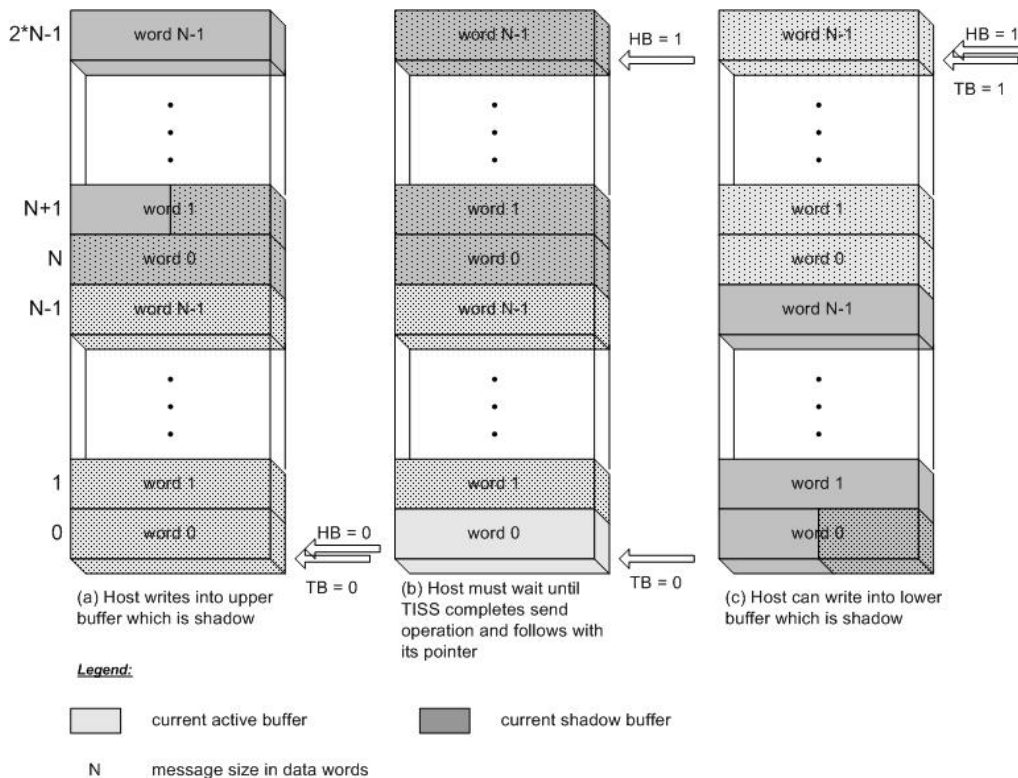 2*N-1
word N-1
word N-1
HB = 1
word N-1
HB = 1
TB = 1
N+1
word 1
word 1
word 1
N
word 0
word 0
word 0
N-1
word N-1
word N-1
word N-1
1
word 1
word 1
word 1
0
word 0
HB = 0
TB = 0
word 0
TB = 0
word 0
(a) Host writes into upper
buffer which is shadow
(b) Host must wait until
TISS completes send
operation and follows with
its pointer
(c) Host can write into lower
buffer which is shadow
Legend:
current active buffer
current shadow buffer
N message size in data words